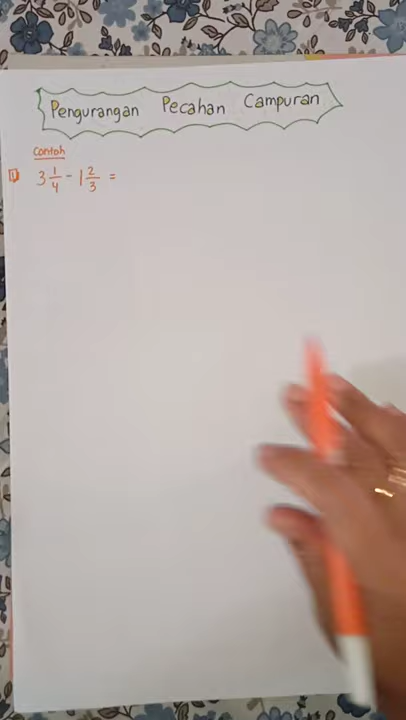 Pengurangan Pecahan Campuran
Contoh
1 3 1/4 - 1 2/3 =